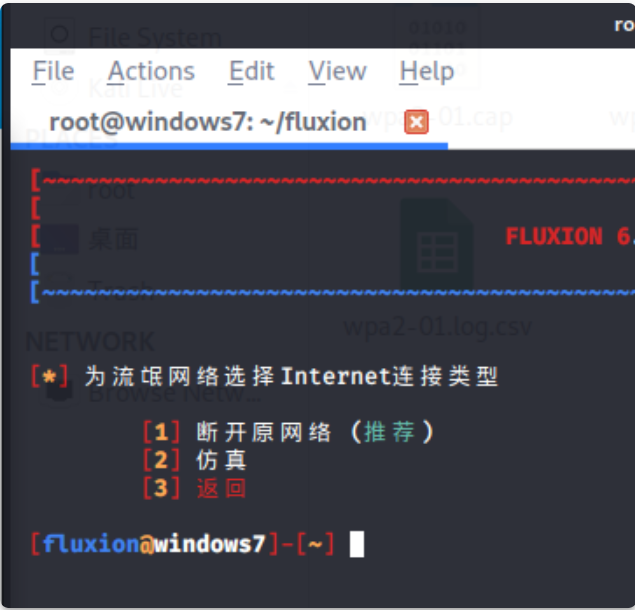 ro
File System
File Actions Edit View Help
Kali Live
root@windows7: ~/fluxion
wpa2-01.cap
PLACES
root
桌面
FLUXION 6.
Trash
wpa2-01.log.csv
NETWORK
[*] 为流氓网络选择Internet连接类型
Browse Netw...
[1] 断开原网络 (推荐)
[2] 仿真
[3] 返回
[fluxion@windows7]-[~]